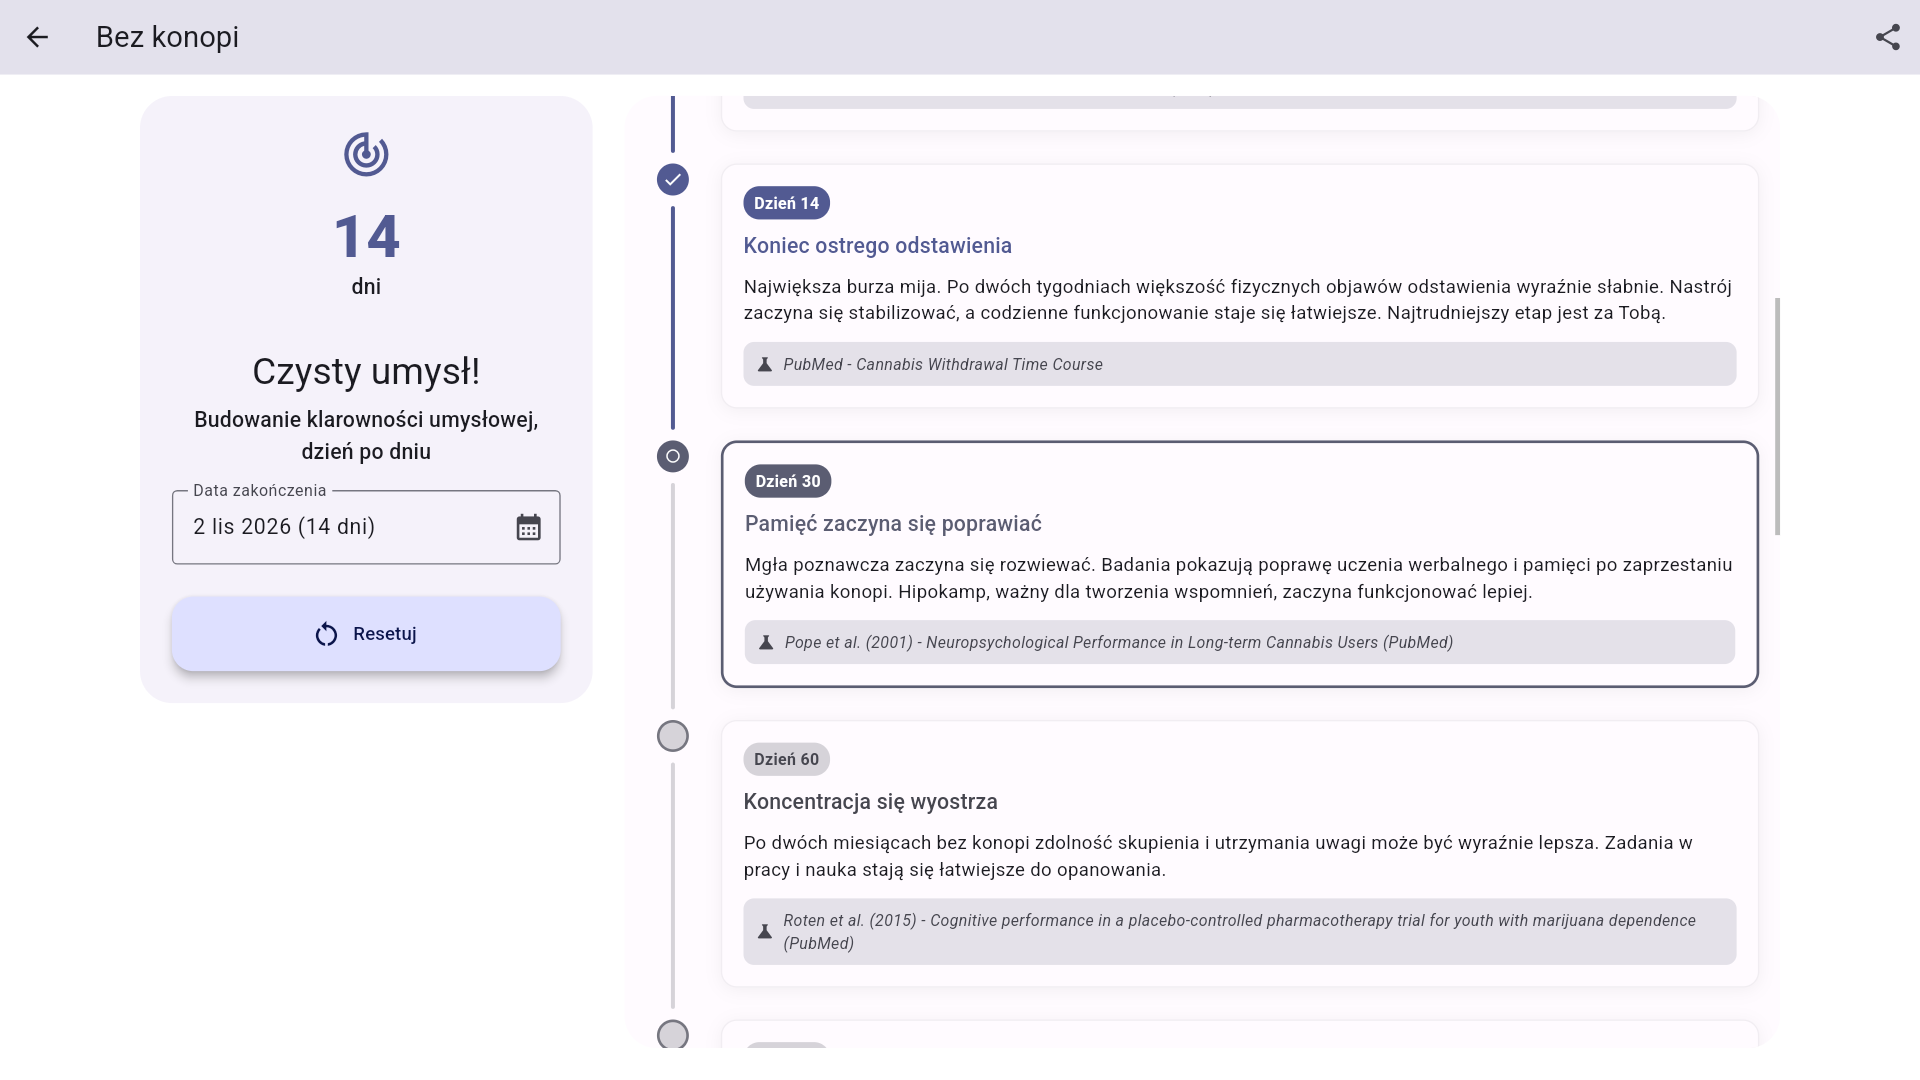 Bez konopi
14
dni
Czysty umysł!
Budowanie klarowności umysłowej,
dzień po dniu
Data zakończenia
2 lis 2026 (14 dni)
Resetuj
Dzień 14
Koniec ostrego odstawienia
Największa burza mija. Po dwóch tygodniach większość fizycznych objawów odstawienia wyraźnie słabnie. Nastrój
zaczyna się stabilizować, a codzienne funkcjonowanie staje się łatwiejsze. Najtrudniejszy etap jest za Tobą.
PubMed - Cannabis Withdrawal Time Course
Dzień 30
Pamięć zaczyna się poprawiać
Mgła poznawcza zaczyna się rozwiewać. Badania pokazują poprawę uczenia werbalnego i pamięci po zaprzestaniu
używania konopi. Hipokamp, ważny dla tworzenia wspomnień, zaczyna funkcjonować lepiej.
Pope et al. (2001) - Neuropsychological Performance in Long-term Cannabis Users (PubMed)
Dzień 60
Koncentracja się wyostrza
Po dwóch miesiącach bez konopi zdolność skupienia i utrzymania uwagi może być wyraźnie lepsza. Zadania w
pracy i nauka stają się łatwiejsze do opanowania.
Roten et al. (2015) - Cognitive performance in a placebo-controlled pharmacotherapy trial for youth with marijuana dependence
(PubMed)